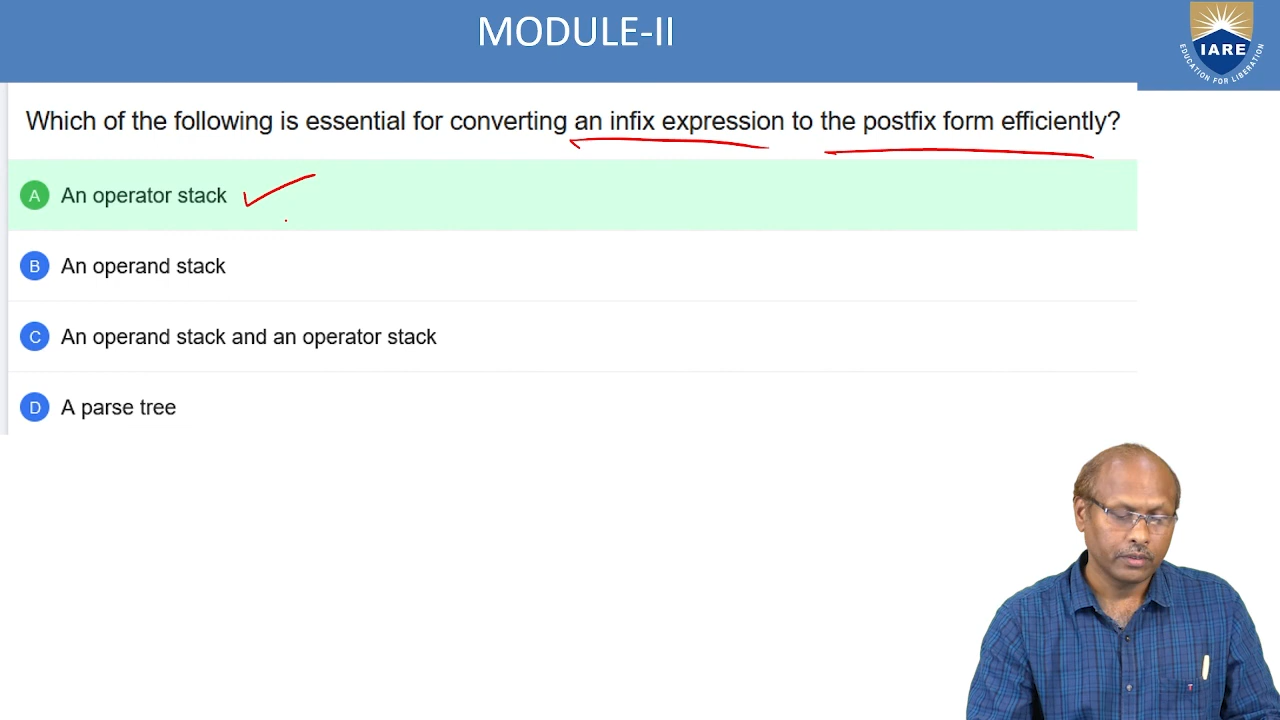 MODULE-II
IARE
EDUCATION FOR LIBERATION
Which of the following is essential for converting an infix expression to the postfix form efficiently?
A An operator stack
B An operand stack
C An operand stack and an operator stack
D A parse tree